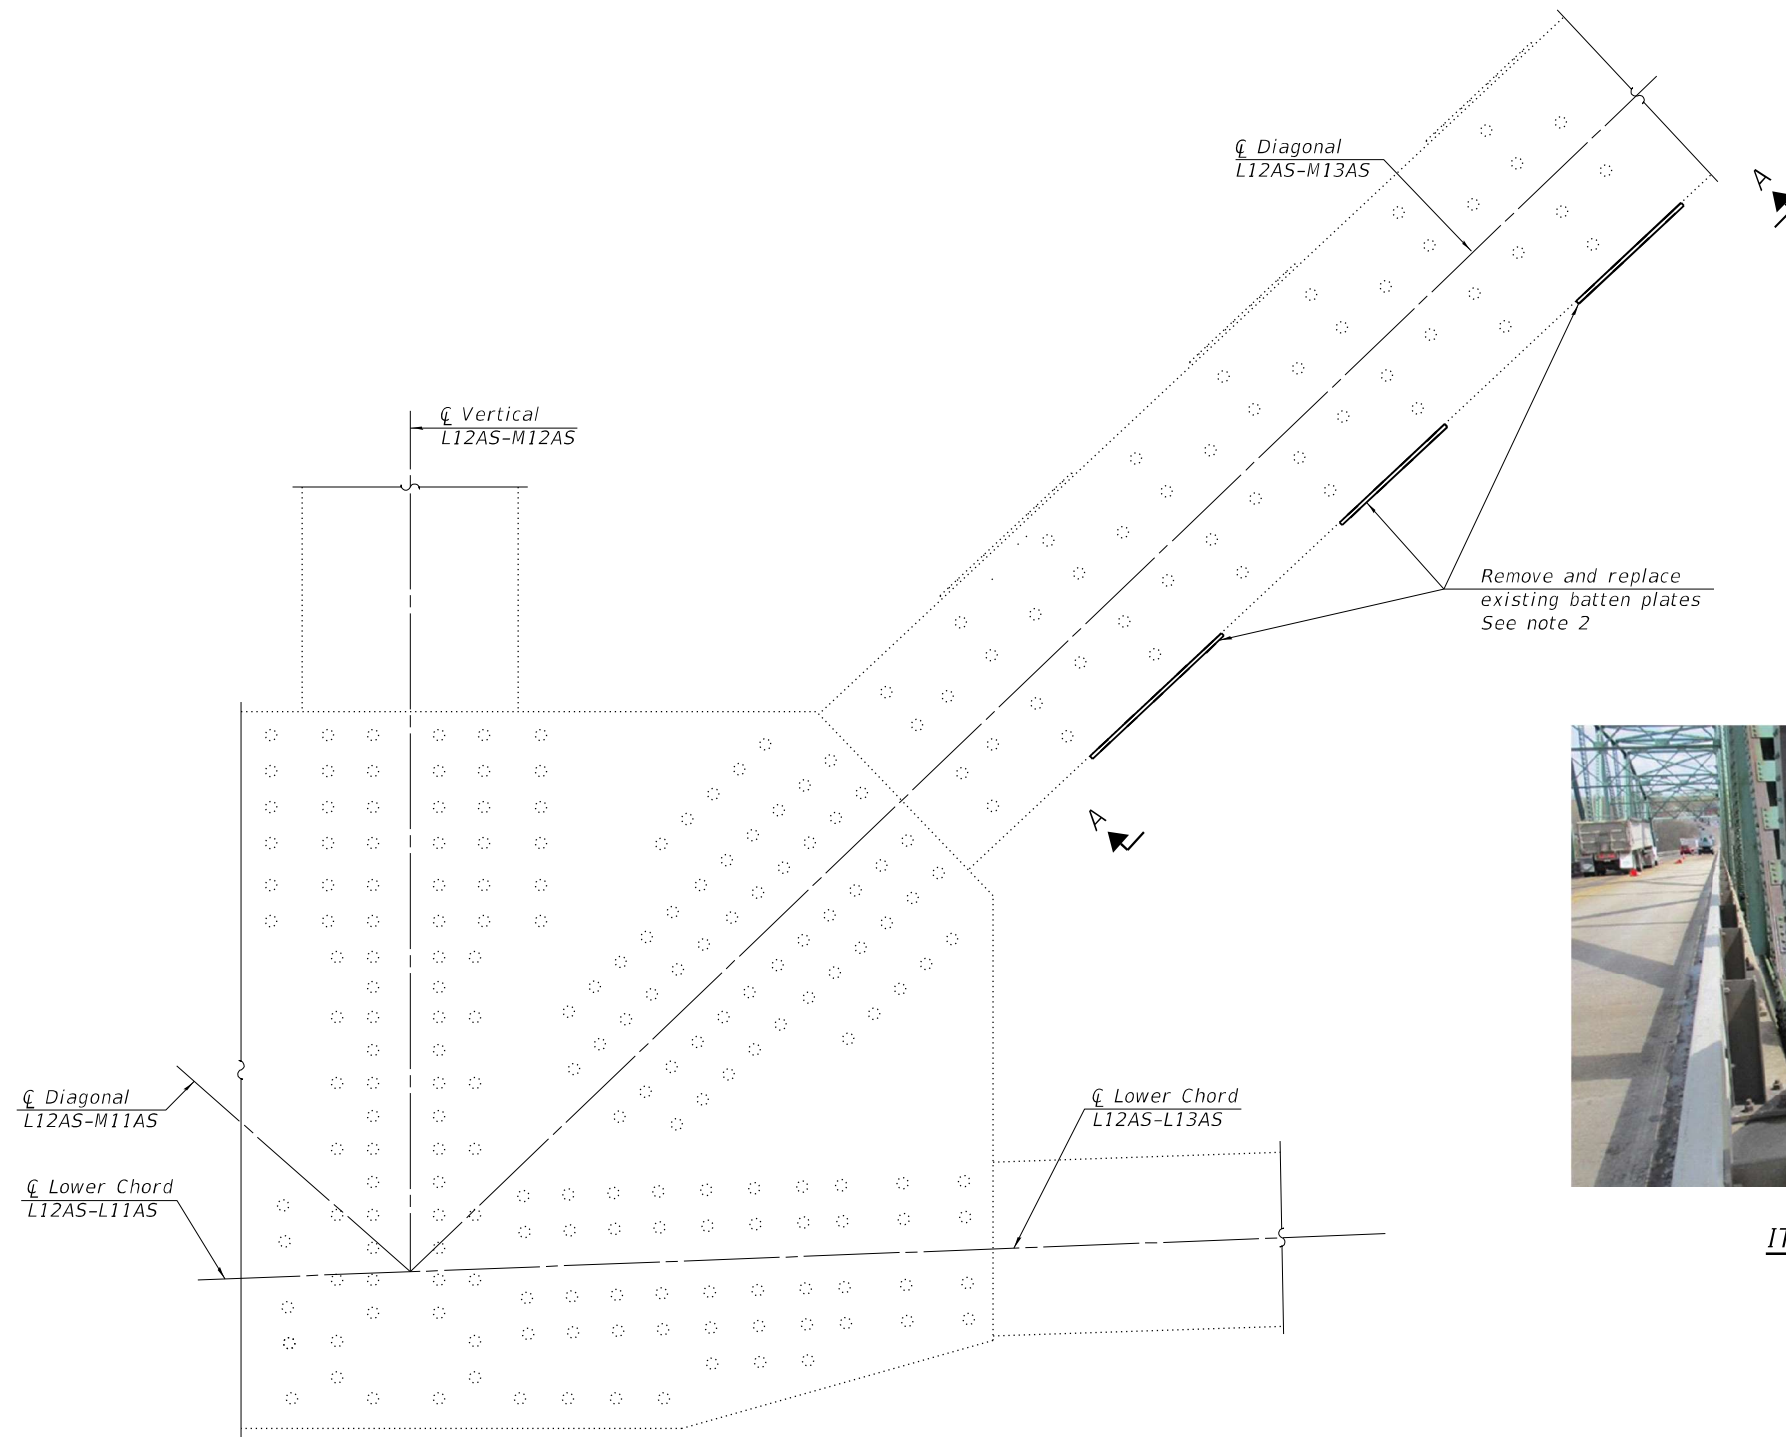 ℄ Diagonal
L12AS-M13AS
A
℄ Vertical
L12AS-M12AS
Remove and replace
existing batten plates
See note 2
A
℄ Diagonal
L12AS-M11AS
℄ Lower Chord
L12AS-L13AS
℄ Lower Chord
L12AS-L11AS